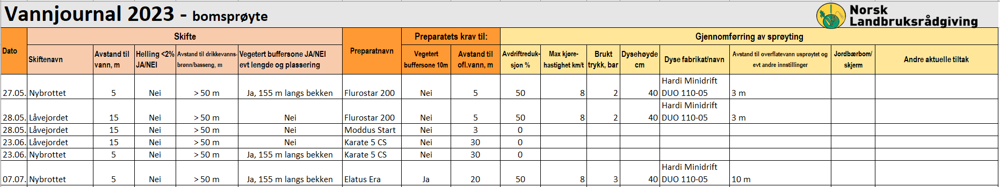 Vannjournal 2023 - bomsprøyte
Norsk
Landbruksrådgiving
Dato
Skifte
Preparatnavn
Preparatets krav til:
Gjennomførring av sprøyting
Skiftenavn
Avstand til
vann, m
Helling <2%
JA/NEI
Avstand til drikkevanns-
brønn/basseng, m
Vegetert buffersone JA/NEI
evt lengde og plassering
Vegetert
buffersone 10m
Avstand til
ofl.vann, m
Avdriftreduk-
sjon %
Max kjøre-
hastighet km/t
Brukt
trykk, bar
Dysehøyde
cm
Dyse fabrikat/navn
Avstand til overflatevann usprøytet og
evt andre innstillinger
Jordbærbom/
skjerm
Andre aktuelle tiltak
27.05. Nybrottet 5 Nei > 50 m Ja, 155 m langs bekken Flurostar 200 Nei 5 50 8 2 40 Hardi Minidrift
DUO 110-05 3 m
28.05. Låvejordet 15 Nei > 50 m Nei Flurostar 200 Nei 5 50 8 2 40 Hardi Minidrift
DUO 110-05 3 m
28.05. Låvejordet 15 Nei > 50 m Nei Moddus Start Nei 3 0
23.06. Låvejordet 15 Nei > 50 m Nei Karate 5 CS Nei 30 0
23.06. Nybrottet 5 Nei > 50 m Ja, 155 m langs bekken Karate 5 CS Nei 30 0
07.07. Nybrottet 5 Nei > 50 m Ja, 155 m langs bekken Elatus Era Ja 20 50 8 3 40 Hardi Minidrift
DUO 110-05 10 m